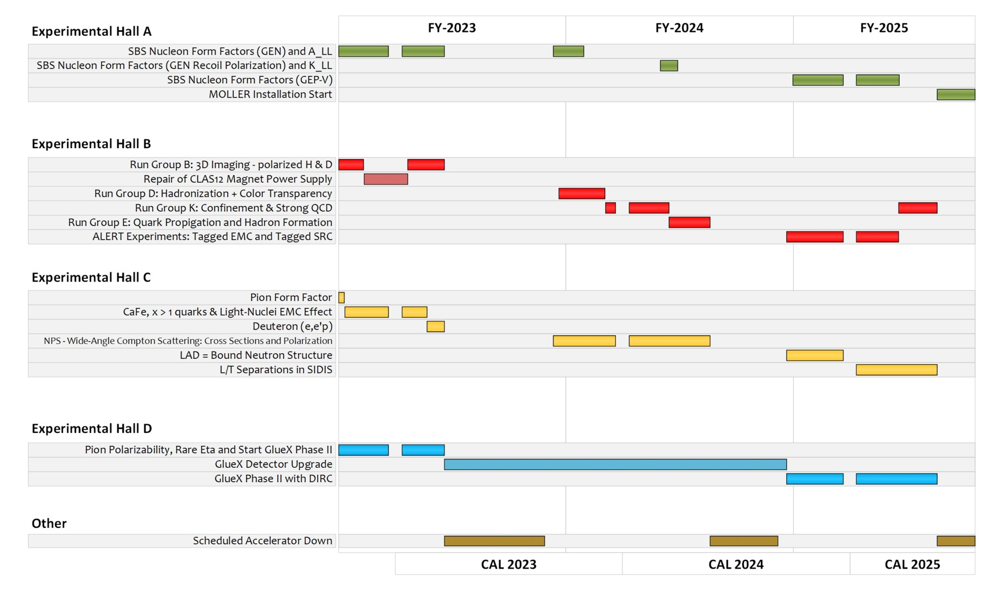 FY-2023 FY-2024 FY-2025
Experimental Hall A
SBS Nucleon Form Factors (GEN) and A_LL
SBS Nucleon Form Factors (GEN Recoil Polarization) and K_LL
SBS Nucleon Form Factors (GEP-V)
MOLLER Installation Start
Experimental Hall B
Run Group B: 3D Imaging - polarized H & D
Repair of CLAS12 Magnet Power Supply
Run Group D: Hadronization + Color Transparency
Run Group K: Confinement & Strong QCD
Run Group E: Quark Propigation and Hadron Formation
ALERT Experiments: Tagged EMC and Tagged SRC
Experimental Hall C
Pion Form Factor
CaFe, x > 1 quarks & Light-Nuclei EMC Effect
Deuteron (e,e'p)
NPS - Wide-Angle Compton Scattering: Cross Sections and Polarization
LAD = Bound Neutron Structure
L/T Separations in SIDIS
Experimental Hall D
Pion Polarizability, Rare Eta and Start GlueX Phase II
GlueX Detector Upgrade
GlueX Phase II with DIRC
Other
Scheduled Accelerator Down
CAL 2023 CAL 2024 CAL 2025